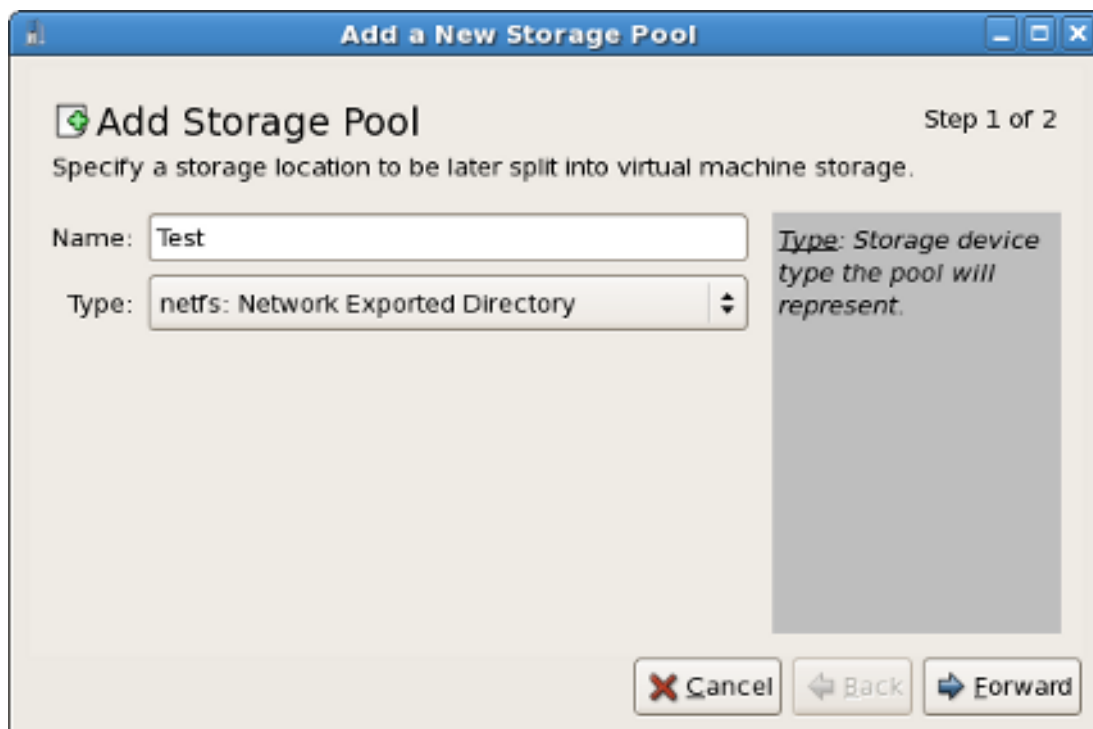 Add a New Storage Pool
Add Storage Pool
Step 1 of 2
Specify a storage location to be later split into virtual machine storage.
Name: Test
Type: netfs: Network Exported Directory
Type: Storage device
type the pool will
represent.
Cancel
Back
Forward